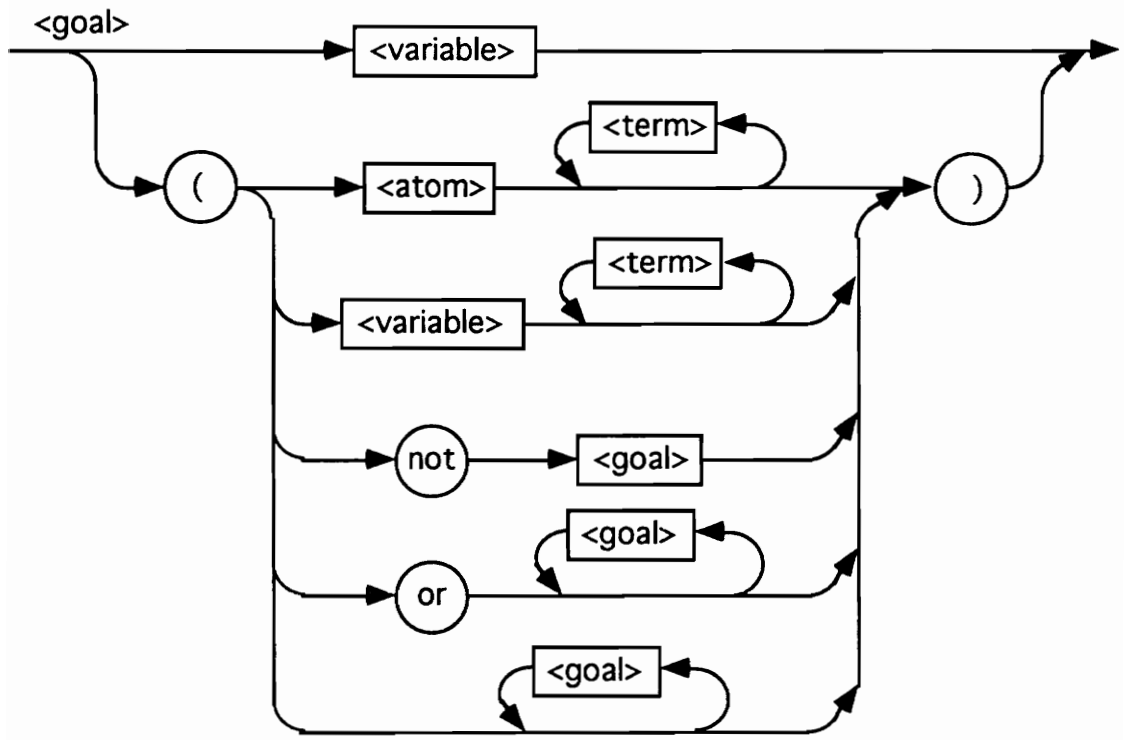 <goal>
<variable>
<term>
( <atom> )
<term>
<variable>
not <goal>
<goal>
or
<goal>